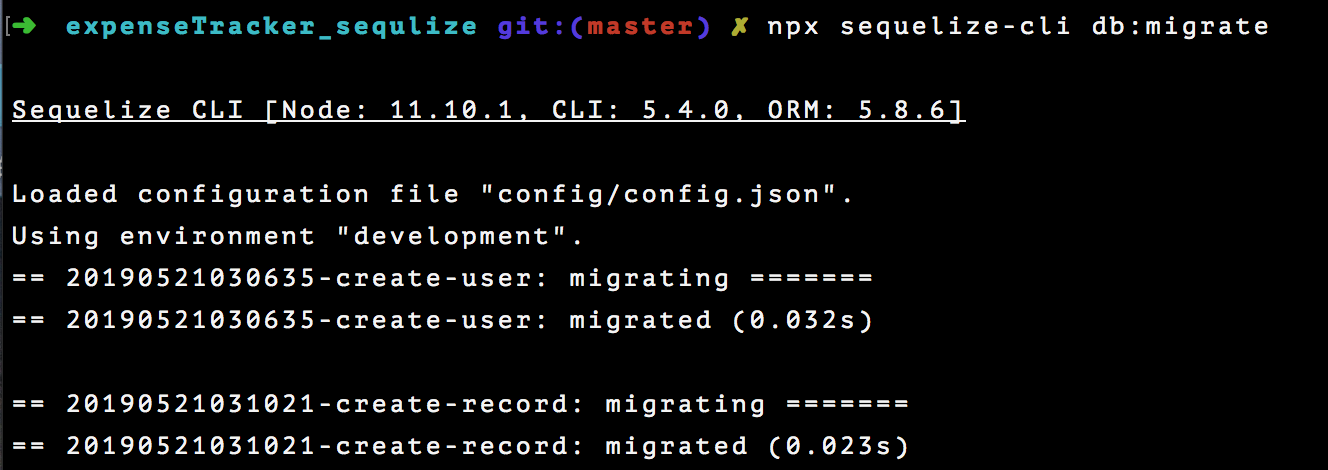 ➜ expenseTracker_sequlize git:(master) ✗ npx sequelize-cli db:migrate
Sequelize CLI [Node: 11.10.1, CLI: 5.4.0, ORM: 5.8.6]
Loaded configuration file "config/config.json".
Using environment "development".
== 20190521030635-create-user: migrating =======
== 20190521030635-create-user: migrated (0.032s)
== 20190521031021-create-record: migrating =======
== 20190521031021-create-record: migrated (0.023s)